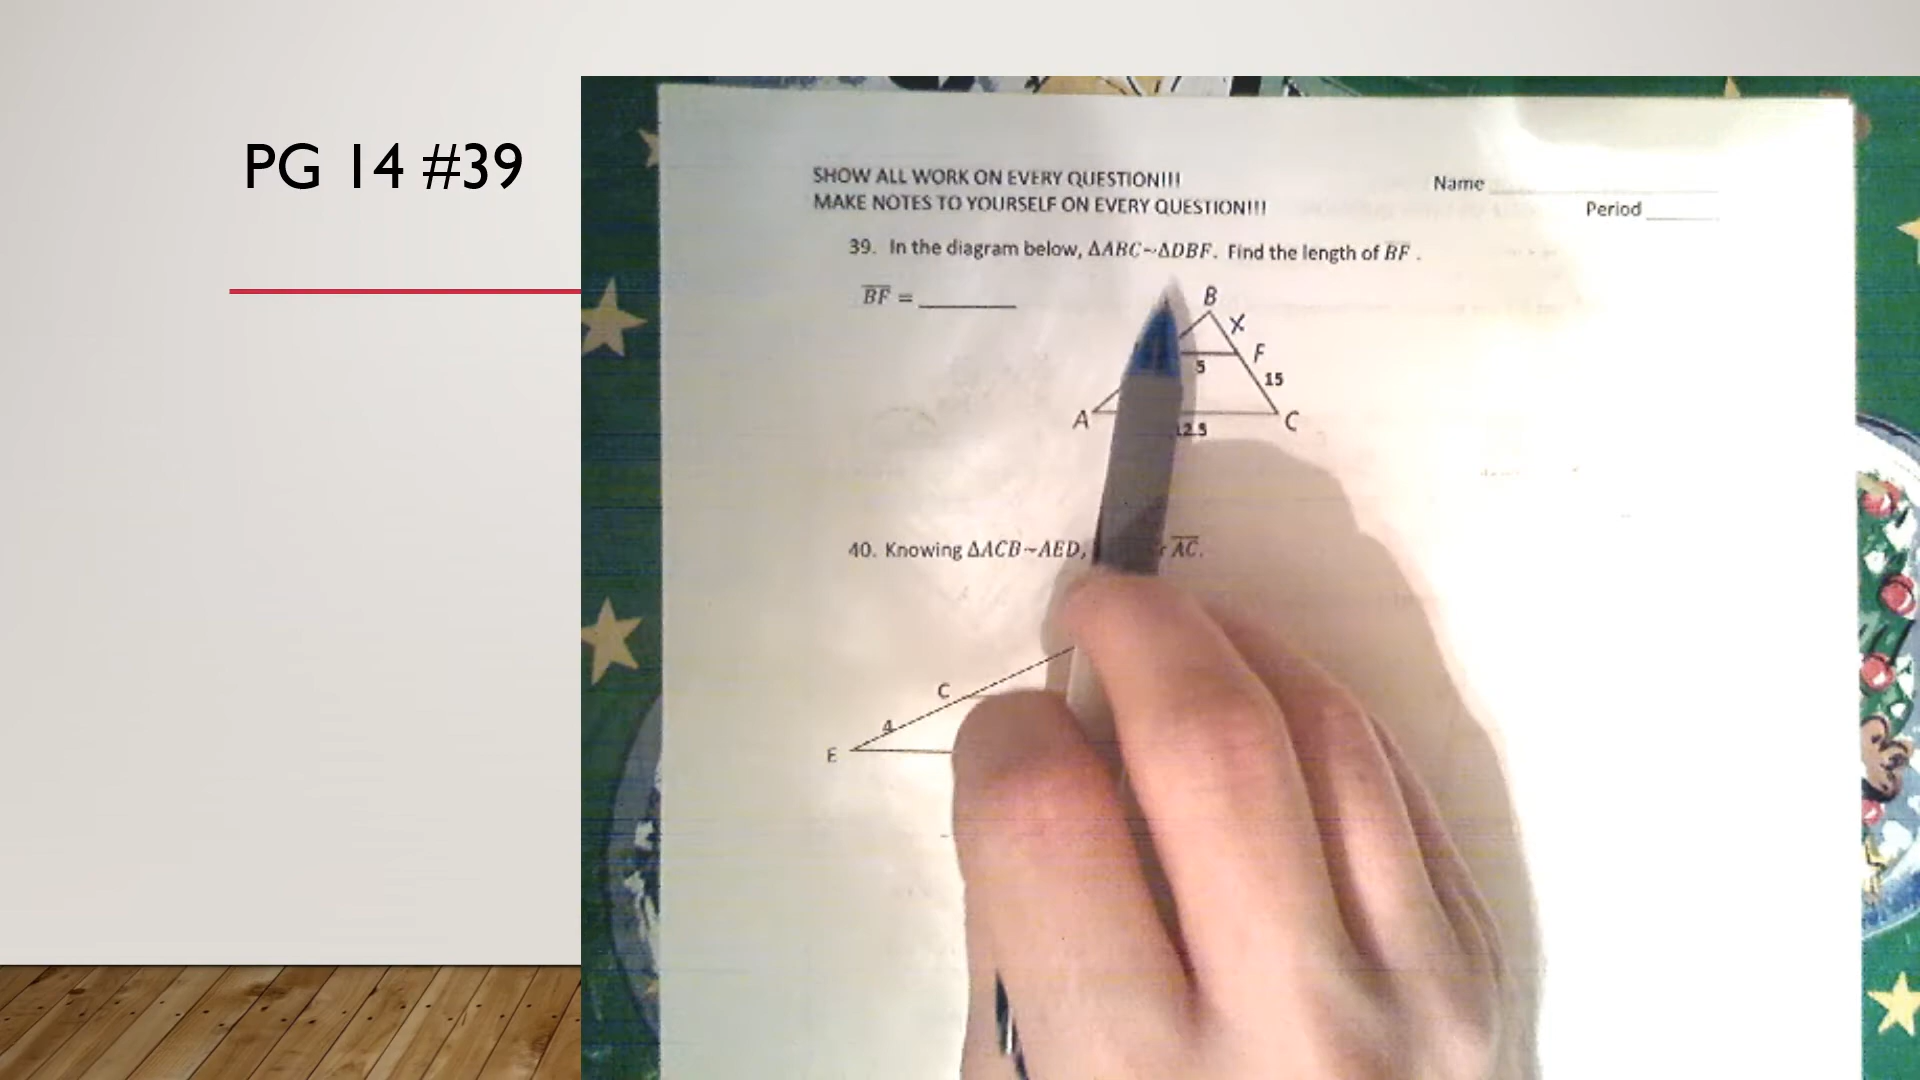 PG 14 #39
SHOW ALL WORK ON EVERY QUESTION!!!
MAKE NOTES TO YOURSELF ON EVERY QUESTION!!!
Name
Period
39. In the diagram below, ΔABC~ΔDBF. Find the length of BF .
BF =
B
X
F
5
15
A
C
12.5
40. Knowing ΔACB~AED, AC.
C
4
E